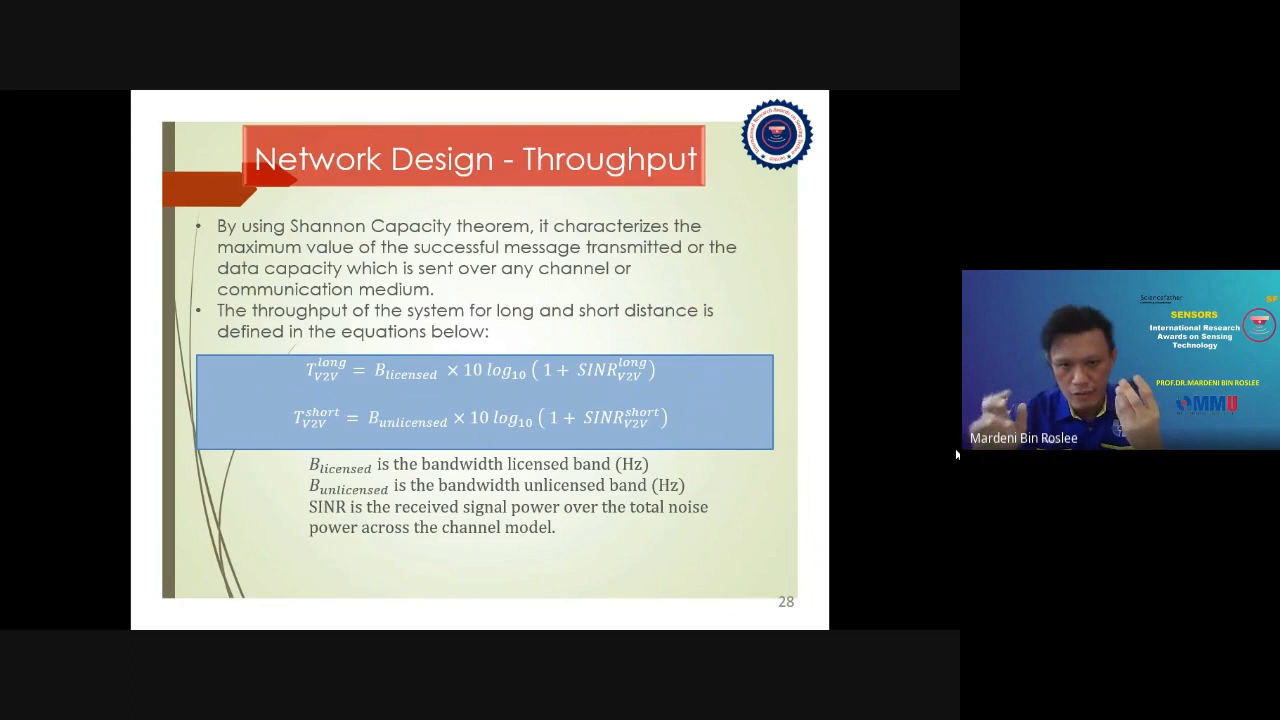 Network Design - Throughput
• By using Shannon Capacity theorem, it characterizes the
maximum value of the successful message transmitted or the
data capacity which is sent over any channel or
communication medium.
• The throughput of the system for long and short distance is
defined in the equations below:
T_{V2V}^{long} = B_{licensed} × 10 log_{10} ( 1 + SINR_{V2V}^{long} )
T_{V2V}^{short} = B_{unlicensed} × 10 log_{10} ( 1 + SINR_{V2V}^{short} )
B_{licensed} is the bandwidth licensed band (Hz)
B_{unlicensed} is the bandwidth unlicensed band (Hz)
SINR is the received signal power over the total noise
power across the channel model.
28
Sciencefather
SF
SENSORS
International Research
Awards on Sensing
Technology
PROF.DR.MARDENI BIN ROSLEE
MMU
Mardeni Bin Roslee